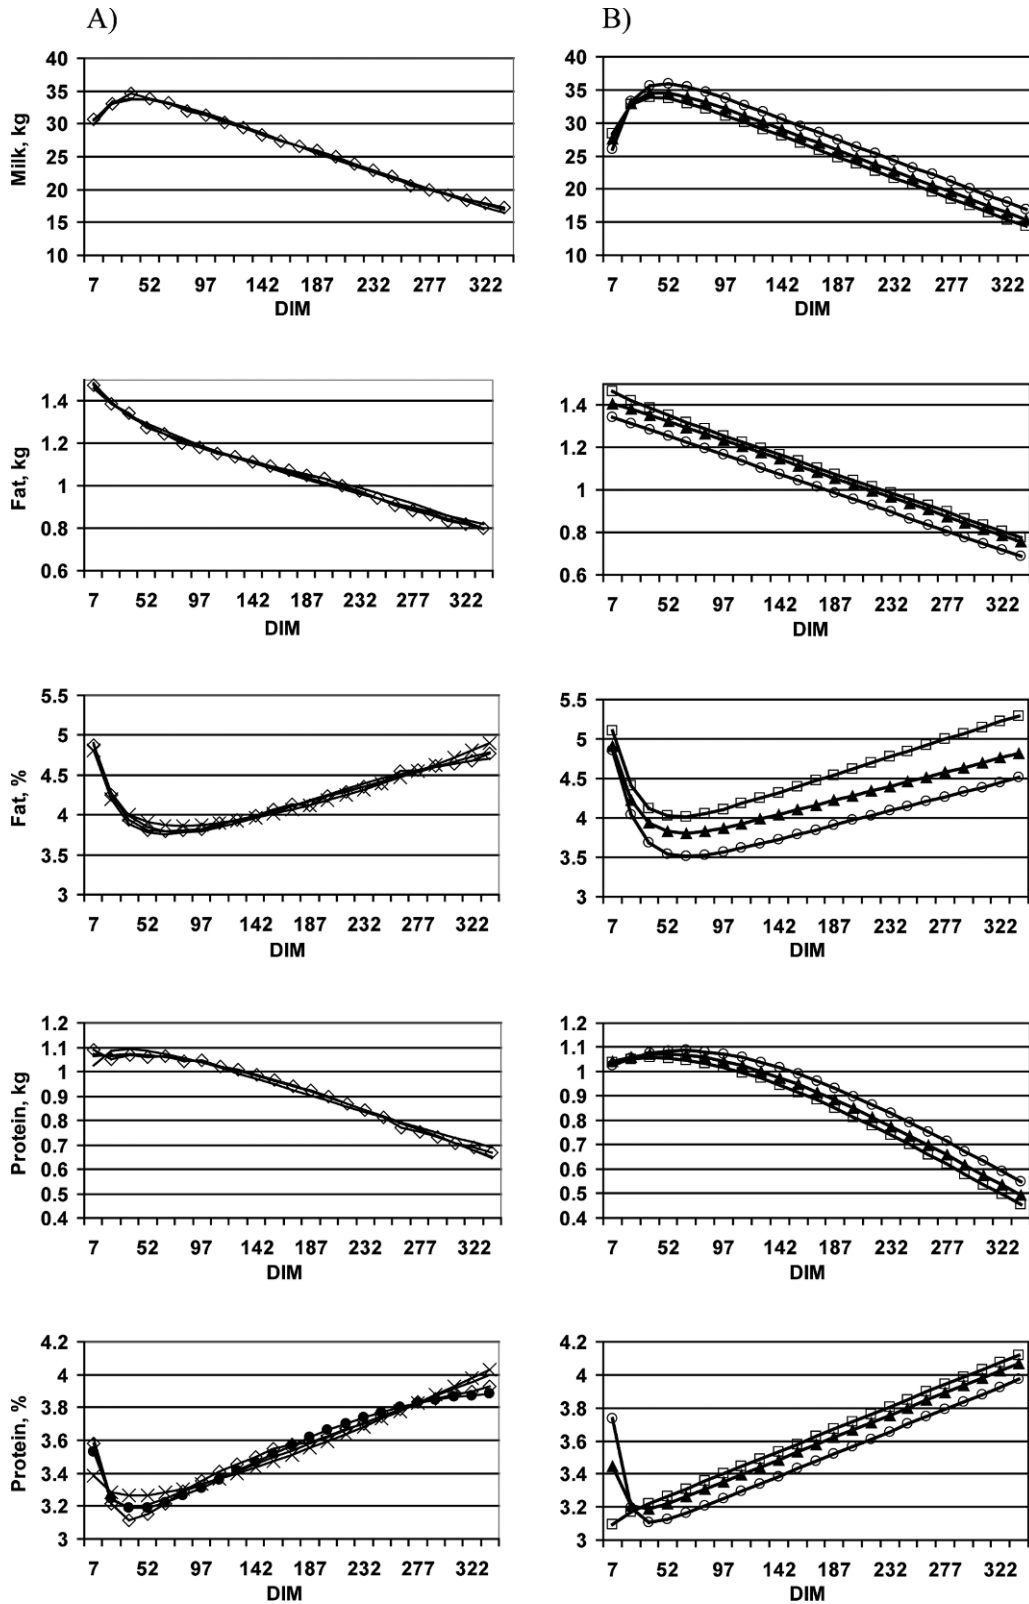 A)
B)
40
35
30
25
20
15
10
Milk, kg
7 52 97 142 187 232 277 322
DIM
40
35
30
25
20
15
10
7 52 97 142 187 232 277 322
DIM
1.4
1.2
1
0.8
0.6
Fat, kg
7 52 97 142 187 232 277 322
DIM
1.4
1.2
1
0.8
0.6
7 52 97 142 187 232 277 322
DIM
5.5
5
4.5
4
3.5
3
Fat, %
7 52 97 142 187 232 277 322
DIM
5.5
5
4.5
4
3.5
3
7 52 97 142 187 232 277 322
DIM
1.2
1.1
1
0.9
0.8
0.7
0.6
0.5
0.4
Protein, kg
7 52 97 142 187 232 277 322
DIM
1.2
1.1
1
0.9
0.8
0.7
0.6
0.5
0.4
7 52 97 142 187 232 277 322
DIM
4.2
4
3.8
3.6
3.4
3.2
3
Protein, %
7 52 97 142 187 232 277 322
DIM
4.2
4
3.8
3.6
3.4
3.2
3
7 52 97 142 187 232 277 322
DIM